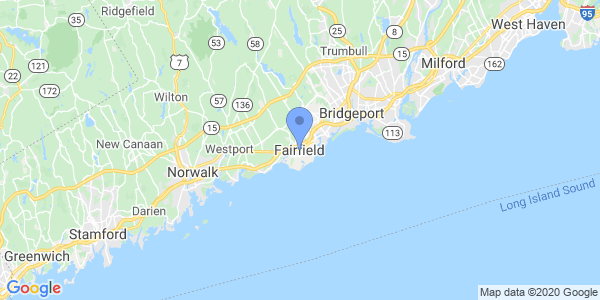 Ridgefield
35
53
West Haven
95
25
8
7
58
Trumbull
15
121
Milford
162
22
172
Wilton
57
136
Bridgeport
15
113
New Canaan
Westport
Fairfield
Norwalk
Long Island Sound
Darien
Stamford
Greenwich
Google
Map data ©2020 Google